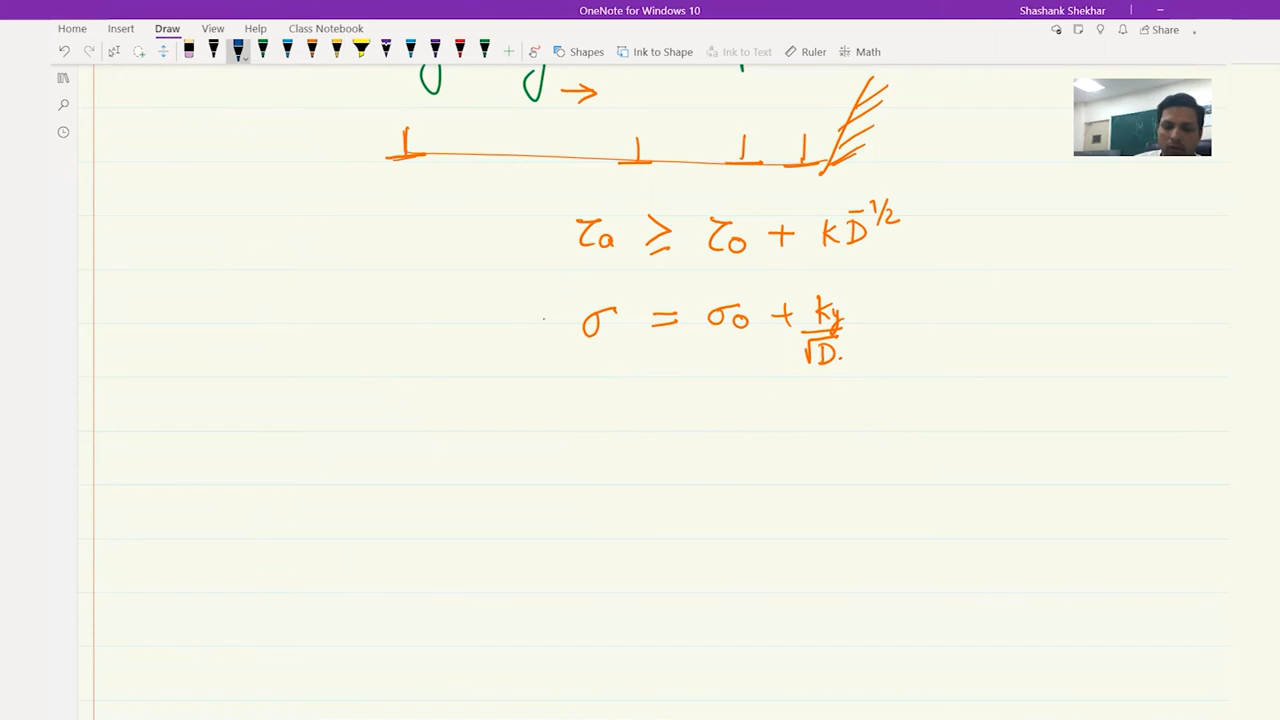 OneNote for Windows 10
Shashank Shekhar
Home Insert Draw View Help Class Notebook
Share
Shapes Ink to Shape Ink to Text Ruler Math
→
τa ≥ τ0 + kD^-1/2
σ = σ0 + ky/√D.